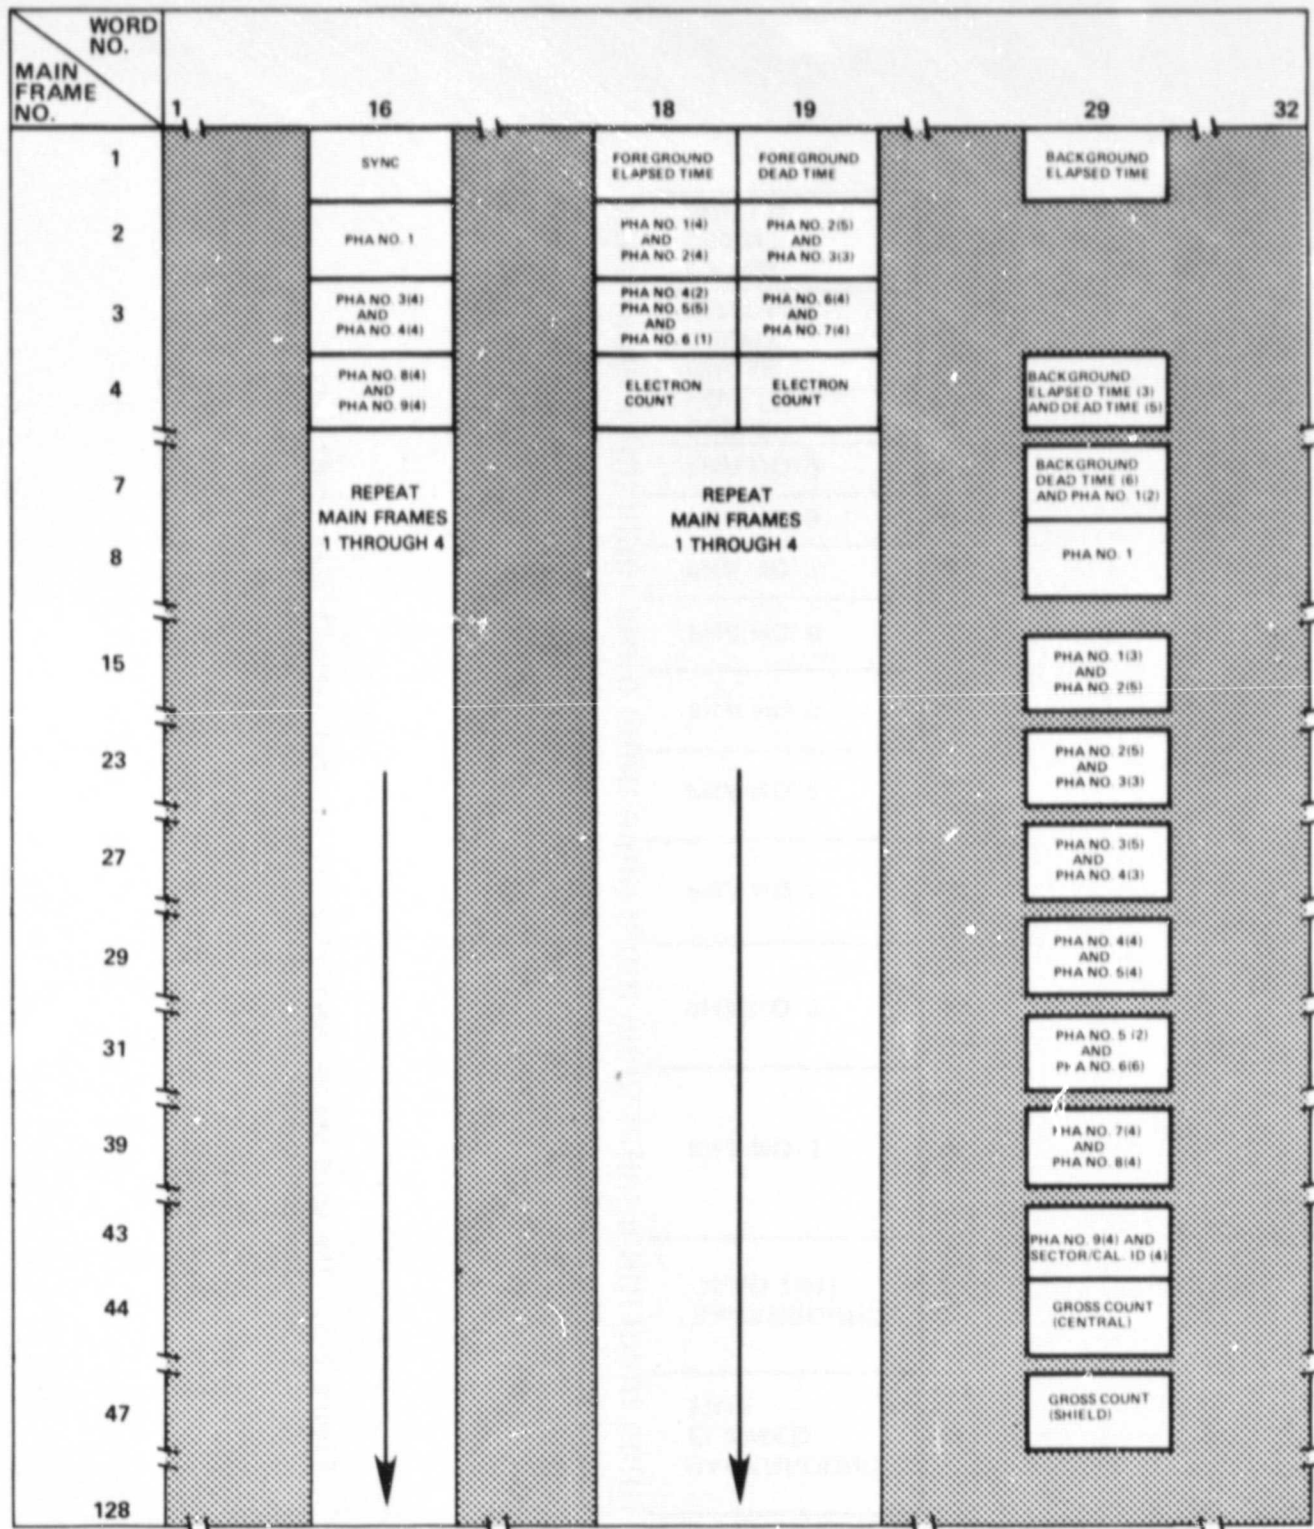 WORD
NO.
MAIN
FRAME
NO.
1 16 18 19 29 32
1
SYNC
FOREGROUND
ELAPSED TIME
FOREGROUND
DEAD TIME
BACKGROUND
ELAPSED TIME
2
PHA NO. 1
PHA NO. 1(4)
AND
PHA NO. 2(4)
PHA NO. 2(5)
AND
PHA NO. 3(3)
3
PHA NO. 3(4)
AND
PHA NO. 4(4)
PHA NO. 4(2)
PHA NO. 5(5)
AND
PHA NO. 6 (1)
PHA NO. 6(4)
AND
PHA NO. 7(4)
4
PHA NO. 8(4)
AND
PHA NO. 9(4)
ELECTRON
COUNT
ELECTRON
COUNT
BACKGROUND
ELAPSED TIME (3)
AND DEAD TIME (5)
7
REPEAT
MAIN FRAMES
1 THROUGH 4
REPEAT
MAIN FRAMES
1 THROUGH 4
BACKGROUND
DEAD TIME (6)
AND PHA NO. 1(2)
8
PHA NO. 1
15
PHA NO. 1(3)
AND
PHA NO. 2(5)
23
PHA NO. 2(5)
AND
PHA NO. 3(3)
27
PHA NO. 3(5)
AND
PHA NO. 4(3)
29
PHA NO. 4(4)
AND
PHA NO. 5(4)
31
PHA NO. 5 (2)
AND
PHA NO. 6(6)
39
PHA NO. 7(4)
AND
PHA NO. 8(4)
43
PHA NO. 9(4) AND
SECTOR/CAL. ID (4)
44
GROSS COUNT
(CENTRAL)
47
GROSS COUNT
(SHIELD)
128